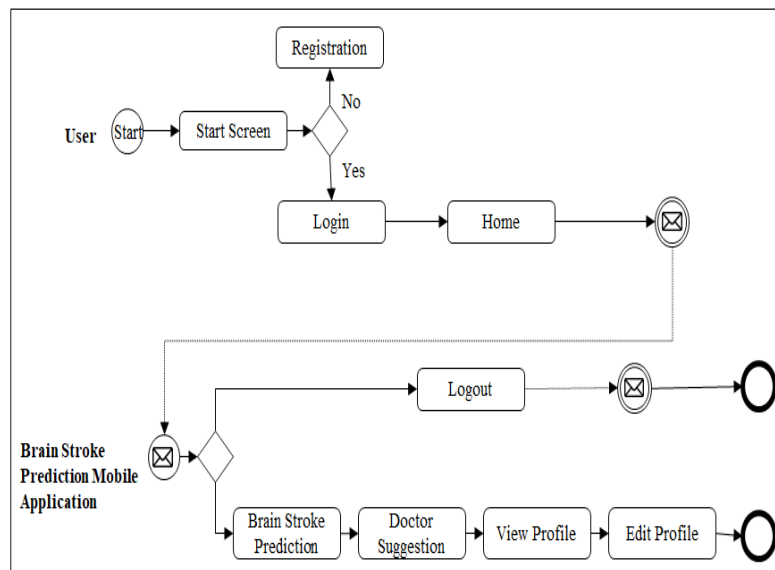 Registration
No
User
Start
Start Screen
Yes
Login
Home
Logout
Brain Stroke
Prediction Mobile
Application
Brain Stroke
Prediction
Doctor
Suggestion
View Profile
Edit Profile